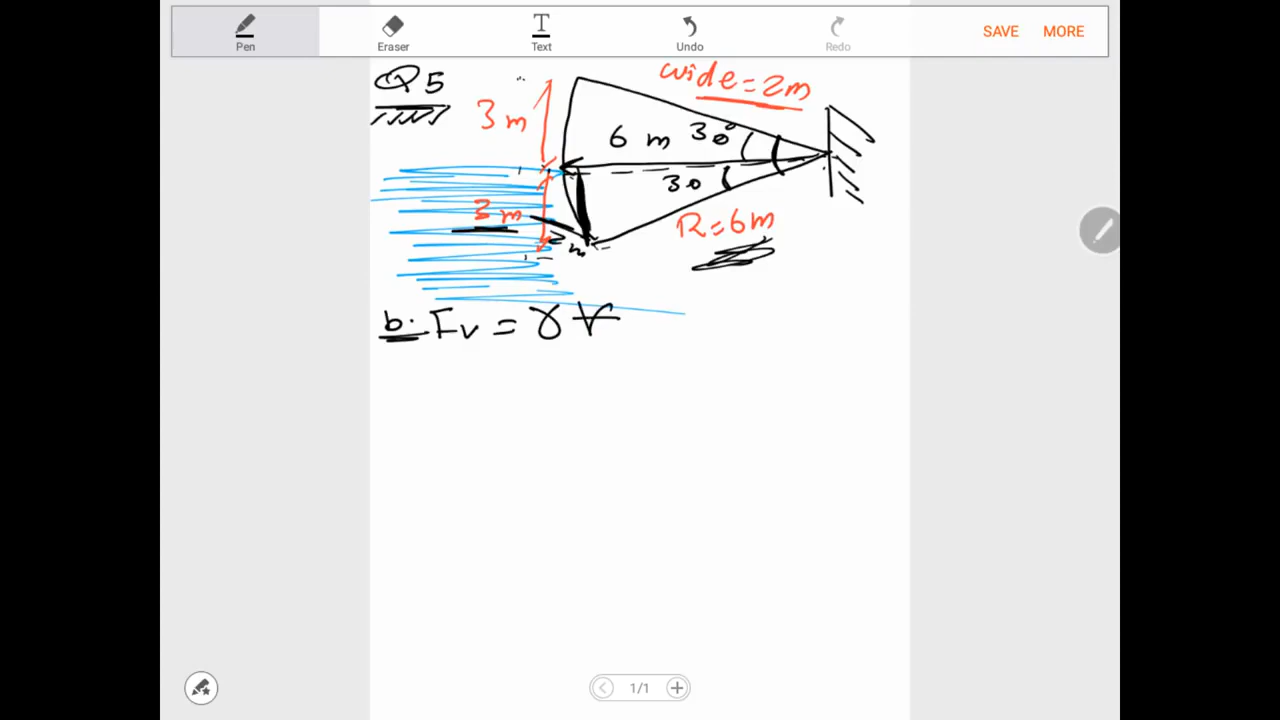 Pen
Eraser
T
Text
Undo
Redo
SAVE
MORE
Q5
wide=2m
3m
6 m 30°
30
3m
R=6m
2m
b. Fv = γ V
1/1